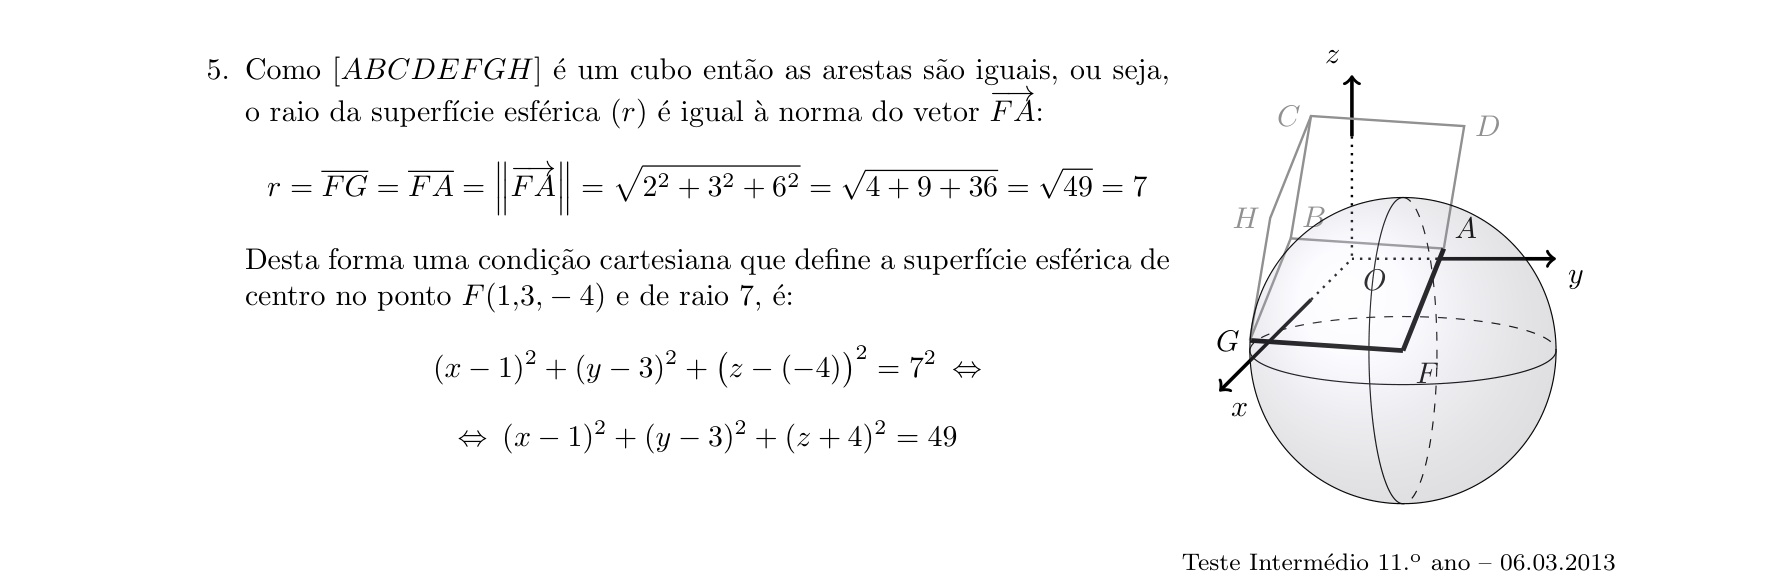 5. Como [ABCDEFGH] é um cubo então as arestas são iguais, ou seja,
o raio da superfície esférica (r) é igual à norma do vetor \overrightarrow{FA}:
r = \overline{FG} = \overline{FA} = \left\|\overrightarrow{FA}\right\| = \sqrt{2^2 + 3^2 + 6^2} = \sqrt{4 + 9 + 36} = \sqrt{49} = 7
Desta forma uma condição cartesiana que define a superfície esférica de
centro no ponto F(1,3, − 4) e de raio 7, é:
(x − 1)^2 + (y − 3)^2 + (z − (−4))^2 = 7^2 ⇔
⇔ (x − 1)^2 + (y − 3)^2 + (z + 4)^2 = 49
z
C
D
H
B
A
O
y
G
F
x
Teste Intermédio 11.º ano – 06.03.2013